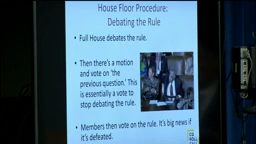 House Floor Procedure:
Debating the Rule
• Full House debates the rule.
• Then there's a motion
and vote on 'the
previous question.' This
is essentially a vote to
stop debating the rule.
• Members then vote on the rule. It's big news if
it's defeated.
ROLL
CALL